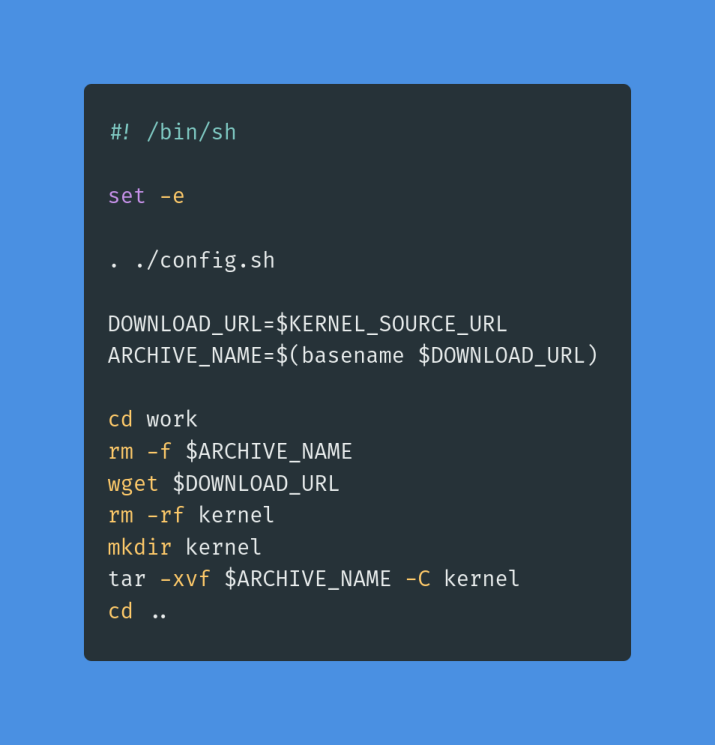 #! /bin/sh
set -e
. ./config.sh
DOWNLOAD_URL=$KERNEL_SOURCE_URL
ARCHIVE_NAME=$(basename $DOWNLOAD_URL)
cd work
rm -f $ARCHIVE_NAME
wget $DOWNLOAD_URL
rm -rf kernel
mkdir kernel
tar -xvf $ARCHIVE_NAME -C kernel
cd ..